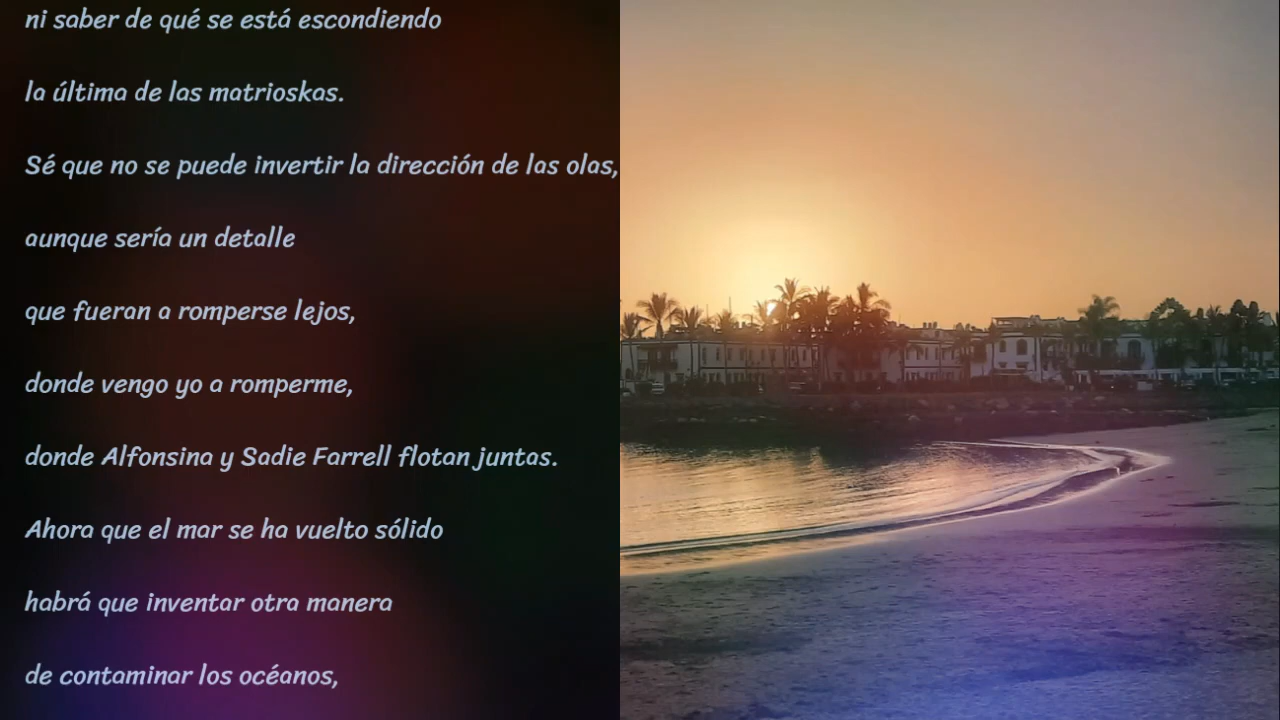 ni saber de qué se está escondiendo
la última de las matrioskas.
Sé que no se puede invertir la dirección de las olas,
aunque sería un detalle
que fueran a romperse lejos,
donde vengo yo a romperme,
donde Alfonsina y Sadie Farrell flotan juntas.
Ahora que el mar se ha vuelto sólido
habrá que inventar otra manera
de contaminar los océanos,